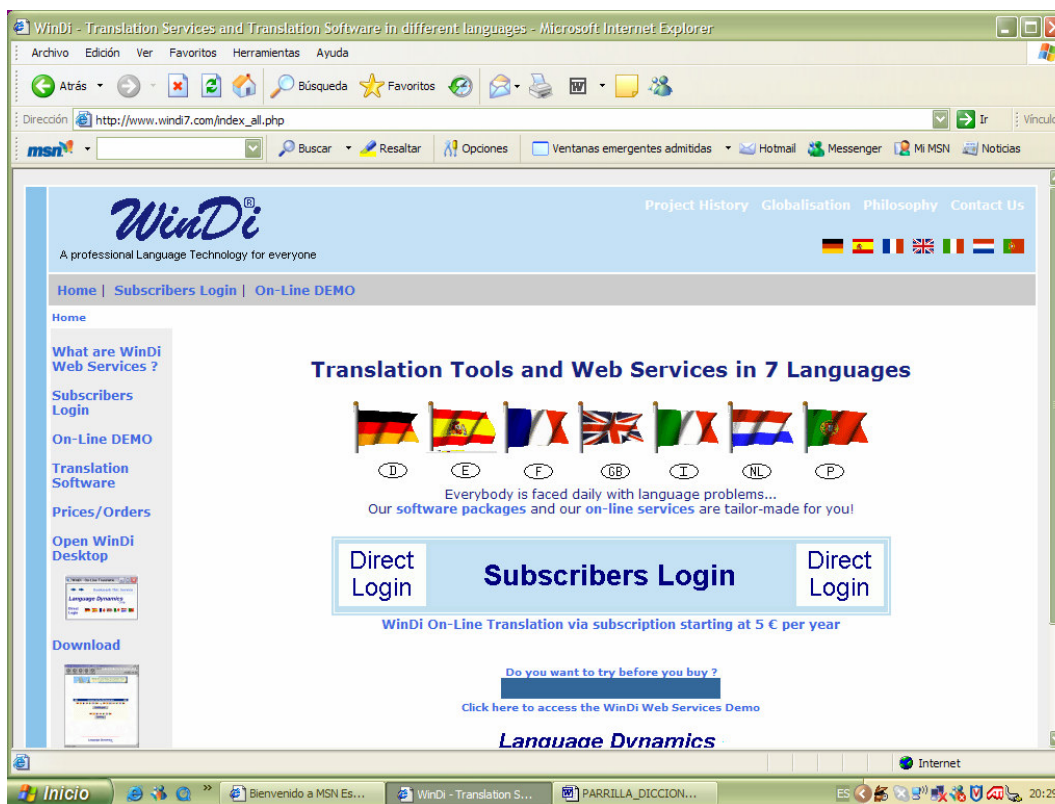 WinDi - Translation Services and Translation Software in different languages - Microsoft Internet Explorer
Archivo Edición Ver Favoritos Herramientas Ayuda
Atrás Búsqueda Favoritos
Dirección http://www.windi7.com/index_all.php Ir Vínculo
msn Buscar Resaltar Opciones Ventanas emergentes admitidas Hotmail Messenger Mi MSN Noticias
WinDi®
A professional Language Technology for everyone
Project History Globalisation Philosophy Contact Us
Home | Subscribers Login | On-Line DEMO
Home
What are WinDi
Web Services ?
Subscribers
Login
On-Line DEMO
Translation
Software
Prices/Orders
Open WinDi
Desktop
Language Dynamics
Download
Translation Tools and Web Services in 7 Languages
D E F GB I NL P
Everybody is faced daily with language problems...
Our software packages and our on-line services are tailor-made for you!
Direct
Login
Subscribers Login
Direct
Login
WinDi On-Line Translation via subscription starting at 5 € per year
Do you want to try before you buy ?
Click here to access the WinDi Web Services Demo
Language Dynamics
Internet
Inicio » Bienvenido a MSN Es... WinDi - Translation S... PARRILLA_DICCION... ES 20:25